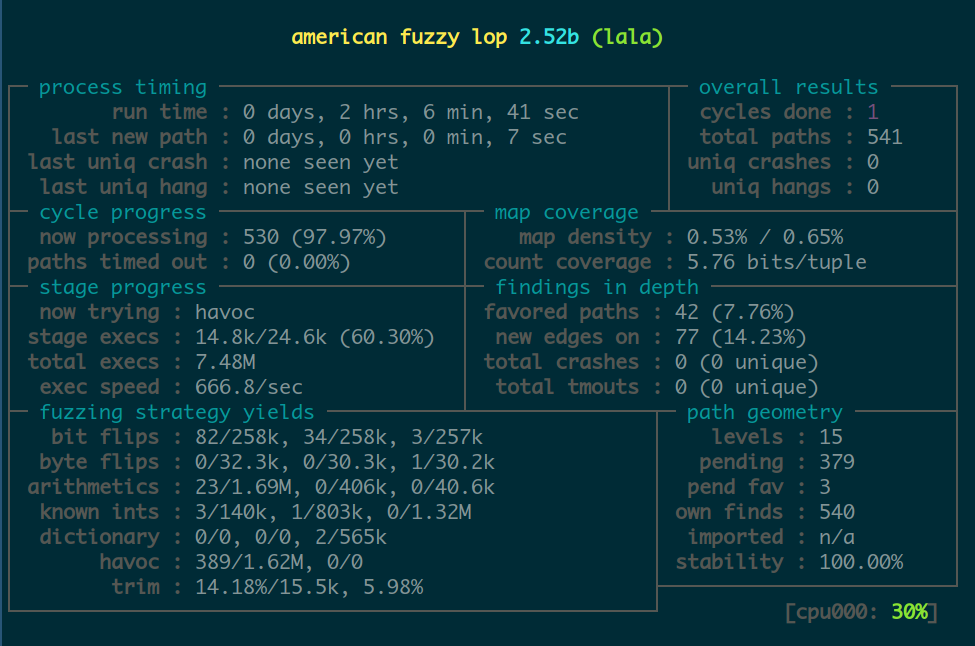 american fuzzy lop 2.52b (lala)
process timing
run time : 0 days, 2 hrs, 6 min, 41 sec
last new path : 0 days, 0 hrs, 0 min, 7 sec
last uniq crash : none seen yet
last uniq hang : none seen yet
overall results
cycles done : 1
total paths : 541
uniq crashes : 0
uniq hangs : 0
cycle progress
now processing : 530 (97.97%)
paths timed out : 0 (0.00%)
map coverage
map density : 0.53% / 0.65%
count coverage : 5.76 bits/tuple
stage progress
now trying : havoc
stage execs : 14.8k/24.6k (60.30%)
total execs : 7.48M
exec speed : 666.8/sec
findings in depth
favored paths : 42 (7.76%)
new edges on : 77 (14.23%)
total crashes : 0 (0 unique)
total tmouts : 0 (0 unique)
fuzzing strategy yields
bit flips : 82/258k, 34/258k, 3/257k
byte flips : 0/32.3k, 0/30.3k, 1/30.2k
arithmetics : 23/1.69M, 0/406k, 0/40.6k
known ints : 3/140k, 1/803k, 0/1.32M
dictionary : 0/0, 0/0, 2/565k
havoc : 389/1.62M, 0/0
trim : 14.18%/15.5k, 5.98%
path geometry
levels : 15
pending : 379
pend fav : 3
own finds : 540
imported : n/a
stability : 100.00%
[cpu000: 30%]